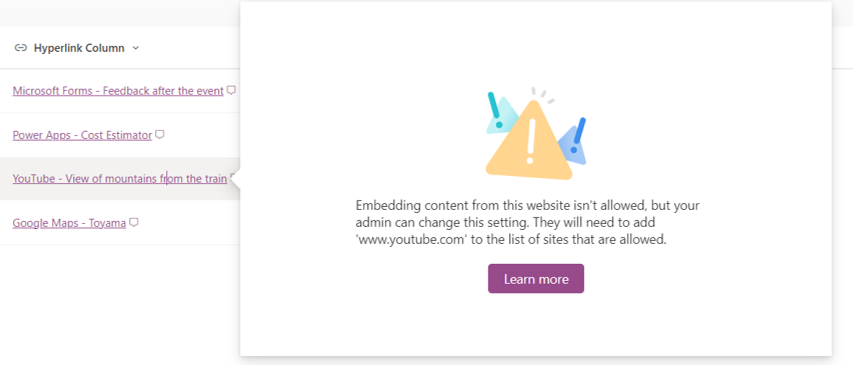 Hyperlink Column
Microsoft Forms - Feedback after the event
Power Apps - Cost Estimator
YouTube - View of mountains from the train
Google Maps - Toyama
Embedding content from this website isn't allowed, but your
admin can change this setting. They will need to add
'www.youtube.com' to the list of sites that are allowed.
Learn more